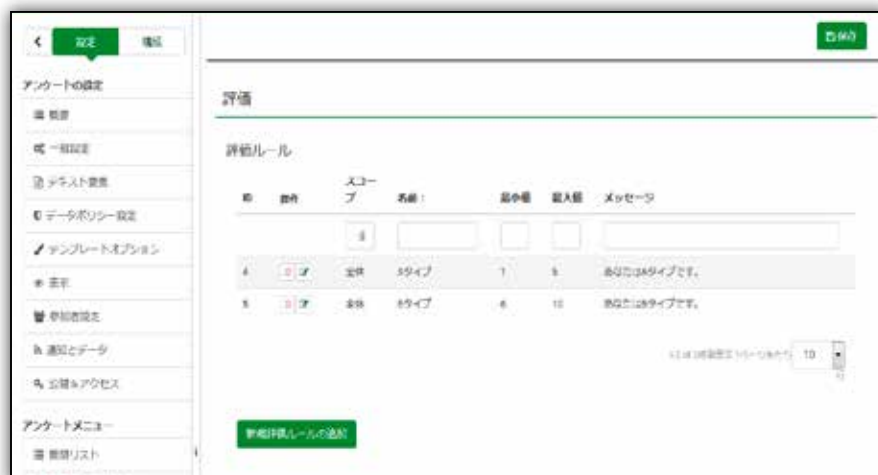 設定
構造
保存
アンケートの設定
概要
一般設定
テキスト要素
データポリシー設定
テンプレートオプション
表示
参加者設定
通知とデータ
公開&アクセス
アンケートメニュー
質問リスト
評価
評価ルール
ID 操作 スコープ 名前: 最小値 最大値 メッセージ
4 全体 Aタイプ 1 5 あなたはAタイプです。
5 全体 Bタイプ 6 10 あなたはBタイプです。
10
新規評価ルールの追加